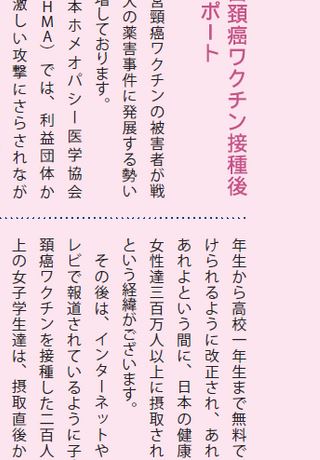 頸癌ワクチン接種後
ポート
宮頸癌ワクチンの被害者が戦
人の薬害事件に発展する勢い
増しております。
本ホメオパシー医学協会
HMA）では、利益団体か
激しい攻撃にさらされなが
年生から高校一年生まで無料で
けられるように改正され、あれ
あれよという間に、日本の健康
女性達三百万人以上に摂取され
という経緯がございます。
その後は、インターネットや
レビで報道されているように子
頚癌ワクチンを接種した二百人
上の女子学生達は、摂取直後か